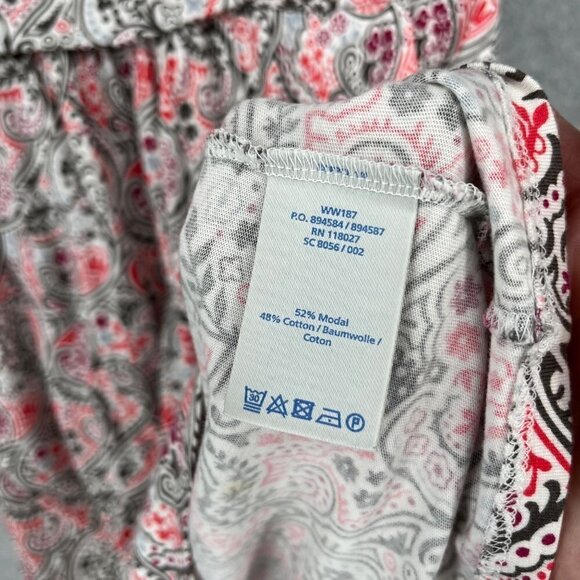 WW187
P.O. 894584 / 894587
RN 118027
SC 8056 / 002
52% Modal
48% Cotton / Baumwolle /
Coton
30
P